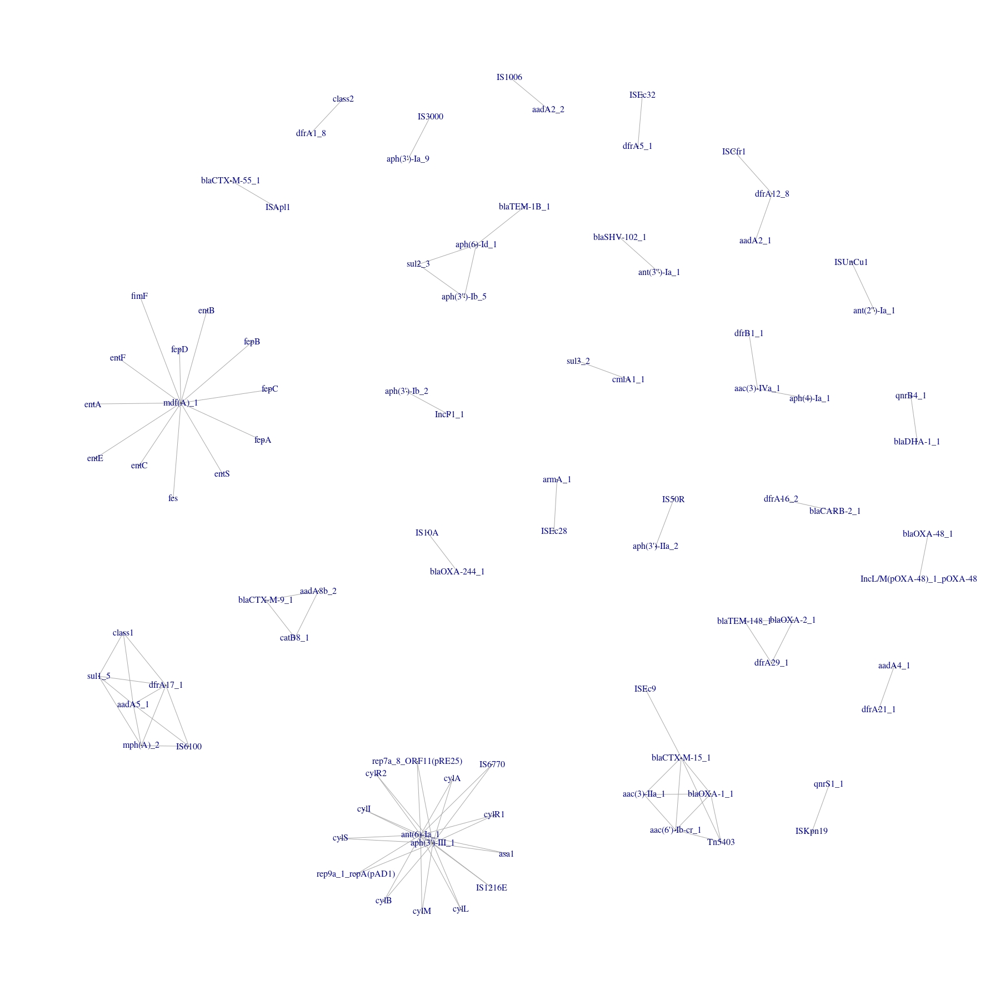 IS1006
ISEc32
class2
aadA2_2
IS3000
dfrA1_8
dfrA5_1
ISCfr1
aph(3')-Ia_9
blaCTX-M-55_1
dfrA12_8
ISApl1
blaTEM-1B_1
blaSHV-102_1
aadA2_1
aph(6)-Id_1
ISUnCu1
sul2_3
ant(3'')-Ia_1
fimF
aph(3'')-Ib_5
entB
ant(2'')-Ia_1
dfrB1_1
fepB
fepD
entF
sul3_2
cmlA1_1
fepC
aph(3')-Ib_2
aac(3)-IVa_1
qnrB4_1
aph(4)-Ia_1
entA
mdf(A)_1
IncP1_1
fepA
blaDHA-1_1
entE
entC
entS
armA_1
fes
IS50R
dfrA16_2
blaCARB-2_1
IS10A
ISEc28
blaOXA-48_1
aph(3')-IIa_2
blaOXA-244_1
IncL/M(pOXA-48)_1_pOXA-48
aadA8b_2
blaCTX-M-9_1
blaTEM-148_1
blaOXA-2_1
class1
catB8_1
dfrA29_1
aadA4_1
sul1_5
dfrA17_1
ISEc9
aadA5_1
dfrA21_1
mph(A)_2
IS6100
blaCTX-M-15_1
rep7a_8_ORF11(pRE25)
IS6770
cylR2
cylA
qnrS1_1
aac(3)-IIa_1
blaOXA-1_1
cylI
cylR1
aac(6')-Ib-cr_1
ISKpn19
ant(6)-Ia_1
cylS
aph(3')-III_1
Tn5403
asa1
rep9a_1_repA(pAD1)
IS1216E
cylB
cylM
cylL